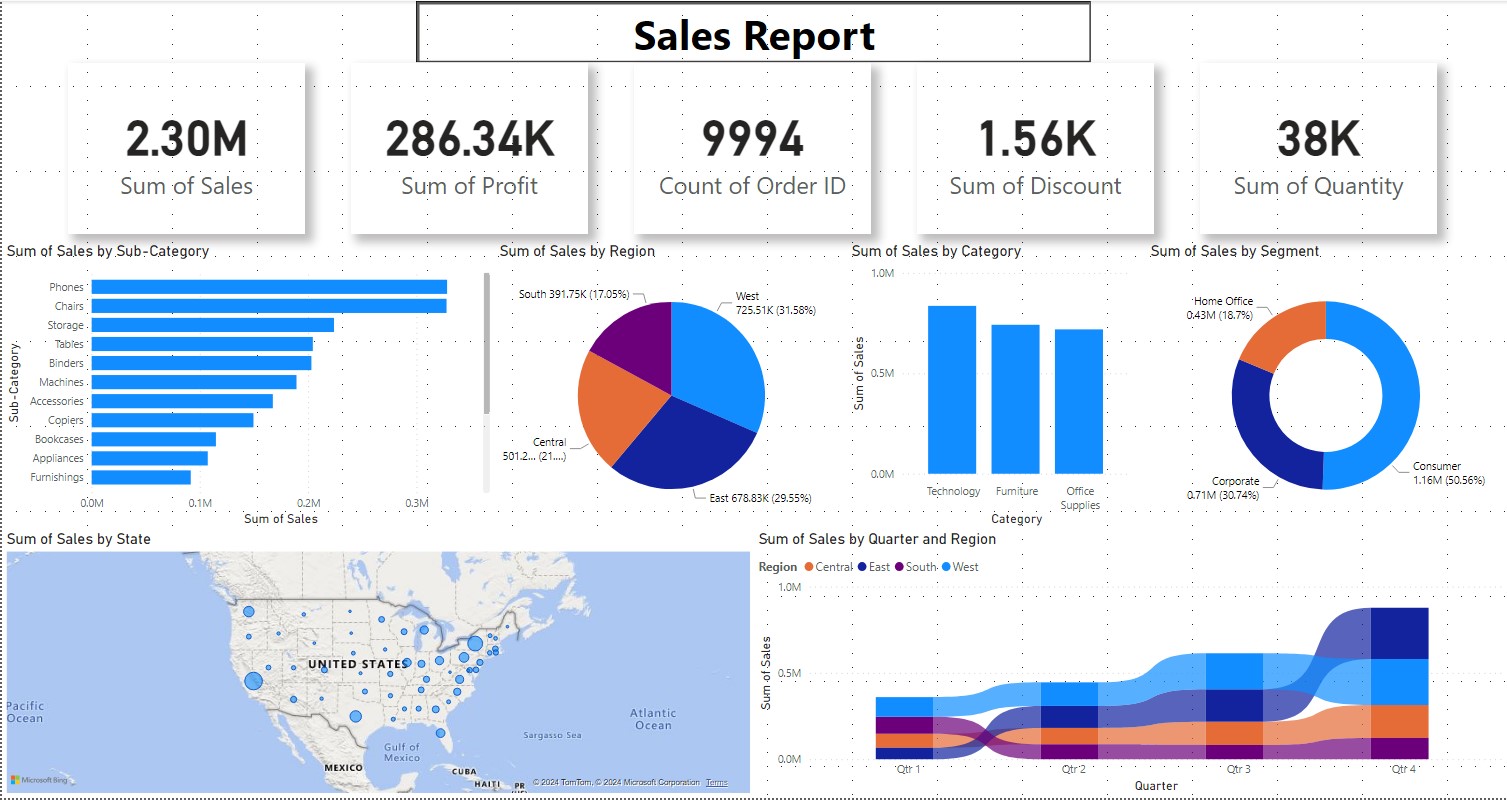 Sales Report
2.30M
Sum of Sales
286.34K
Sum of Profit
9994
Count of Order ID
1.56K
Sum of Discount
38K
Sum of Quantity
Sum of Sales by Sub-Category
Sub-Category
Phones
Chairs
Storage
Tables
Binders
Machines
Accessories
Copiers
Bookcases
Appliances
Furnishings
0.0M
0.1M
0.2M
0.3M
Sum of Sales
Sum of Sales by Region
South 391.75K (17.05%)
West
725.51K (31.58%)
Central
501.2... (21....)
East 678.83K (29.55%)
Sum of Sales by Category
Sum of Sales
1.0M
0.5M
0.0M
Technology
Furniture
Office
Supplies
Category
Sum of Sales by Segment
Home Office
0.43M (18.7%)
Corporate
0.71M (30.74%)
Consumer
1.16M (50.56%)
Sum of Sales by State
UNITED STATES
Pacific
Ocean
Atlantic
Ocean
Sargasso Sea
Gulf of
Mexico
MEXICO
CUBA
HAITI
PR
Microsoft Bing
© 2024 TomTom, © 2024 Microsoft Corporation Terms
Sum of Sales by Quarter and Region
Region Central East South West
Sum of Sales
1.0M
0.5M
0.0M
Qtr 1
Qtr 2
Qtr 3
Qtr 4
Quarter